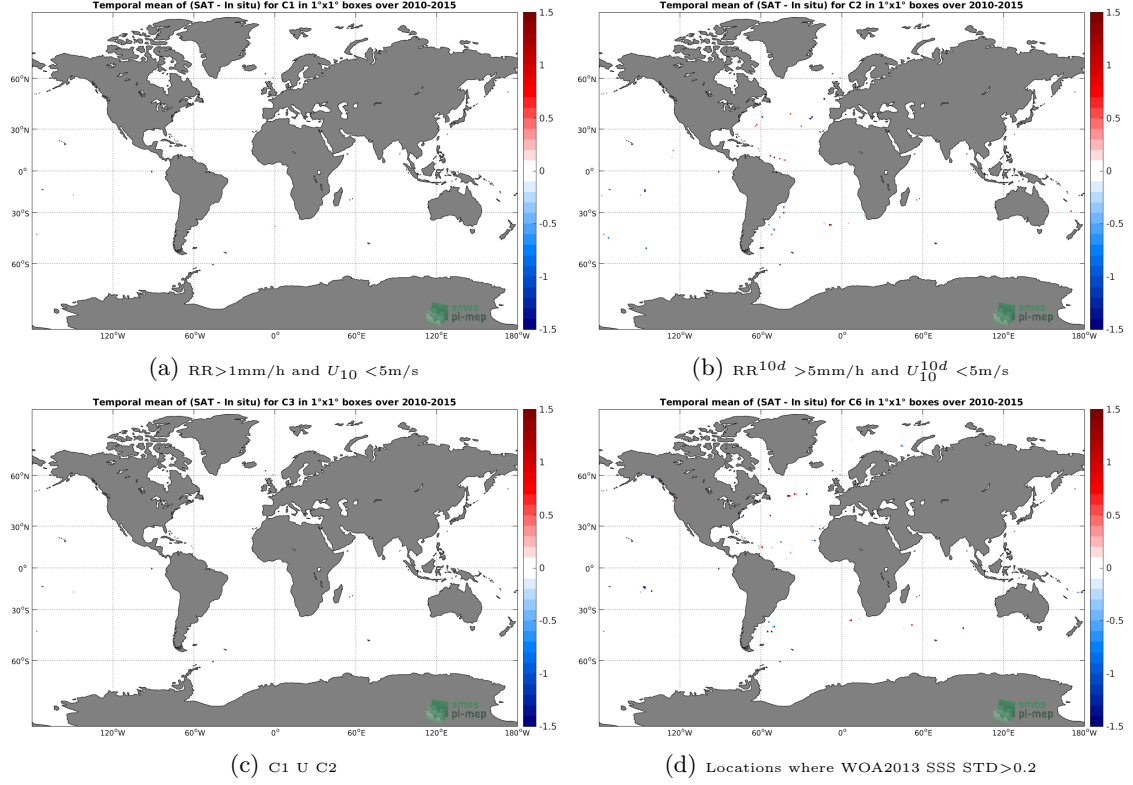 Temporal mean of (SAT - In situ) for C1 in 1°x1° boxes over 2010-2015
1.5
60°N
1
30°N
0.5
0°
0
30°S
-0.5
60°S
-1
smos
pi-mep
-1.5
120°W 60°W 0° 60°E 120°E 180°W
(a) RR>1mm/h and U10 <5m/s
Temporal mean of (SAT - In situ) for C2 in 1°x1° boxes over 2010-2015
1.5
60°N
1
30°N
0.5
0°
0
30°S
-0.5
60°S
-1
smos
pi-mep
-1.5
120°W 60°W 0° 60°E 120°E 180°W
(b) RR10d >5mm/h and U10d10 <5m/s
Temporal mean of (SAT - In situ) for C3 in 1°x1° boxes over 2010-2015
1.5
60°N
1
30°N
0.5
0°
0
30°S
-0.5
60°S
-1
smos
pi-mep
-1.5
120°W 60°W 0° 60°E 120°E 180°W
(c) C1 U C2
Temporal mean of (SAT - In situ) for C6 in 1°x1° boxes over 2010-2015
1.5
60°N
1
30°N
0.5
0°
0
30°S
-0.5
60°S
-1
smos
pi-mep
-1.5
120°W 60°W 0° 60°E 120°E 180°W
(d) Locations where WOA2013 SSS STD>0.2